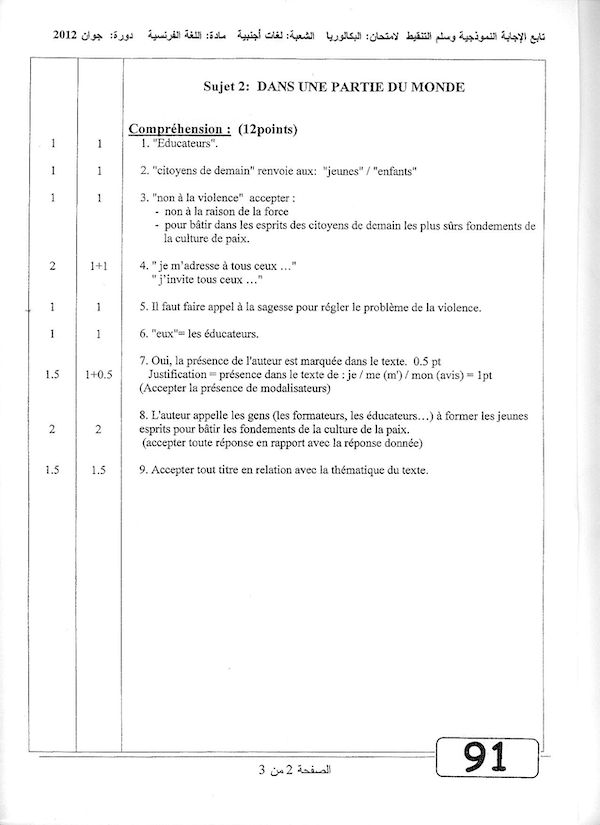 تابع الإجابة النموذجية وسلم التنقيط لامتحان: البكالوريا الشعبة: لغات أجنبية مادة: اللغة الفرنسية دورة: جوان 2012
Sujet 2: DANS UNE PARTIE DU MONDE
Compréhension : (12points)
1 1 1. "Educateurs".
1 1 2. "citoyens de demain" renvoie aux: "jeunes" / "enfants"
1 1 3. "non à la violence" accepter :
- non à la raison de la force
- pour bâtir dans les esprits des citoyens de demain les plus sûrs fondements de
la culture de paix.
2 1+1 4. " je m'adresse à tous ceux …"
" j'invite tous ceux …"
1 1 5. Il faut faire appel à la sagesse pour régler le problème de la violence.
1 1 6. "eux"= les éducateurs.
7. Oui, la présence de l'auteur est marquée dans le texte. 0.5 pt
1.5 1+0.5 Justification = présence dans le texte de : je / me (m') / mon (avis) = 1pt
(Accepter la présence de modalisateurs)
8. L'auteur appelle les gens (les formateurs, les éducateurs…) à former les jeunes
2 2 esprits pour bâtir les fondements de la culture de la paix.
(accepter toute réponse en rapport avec la réponse donnée)
1.5 1.5 9. Accepter tout titre en relation avec la thématique du texte.
91
الصفحة 2 من 3